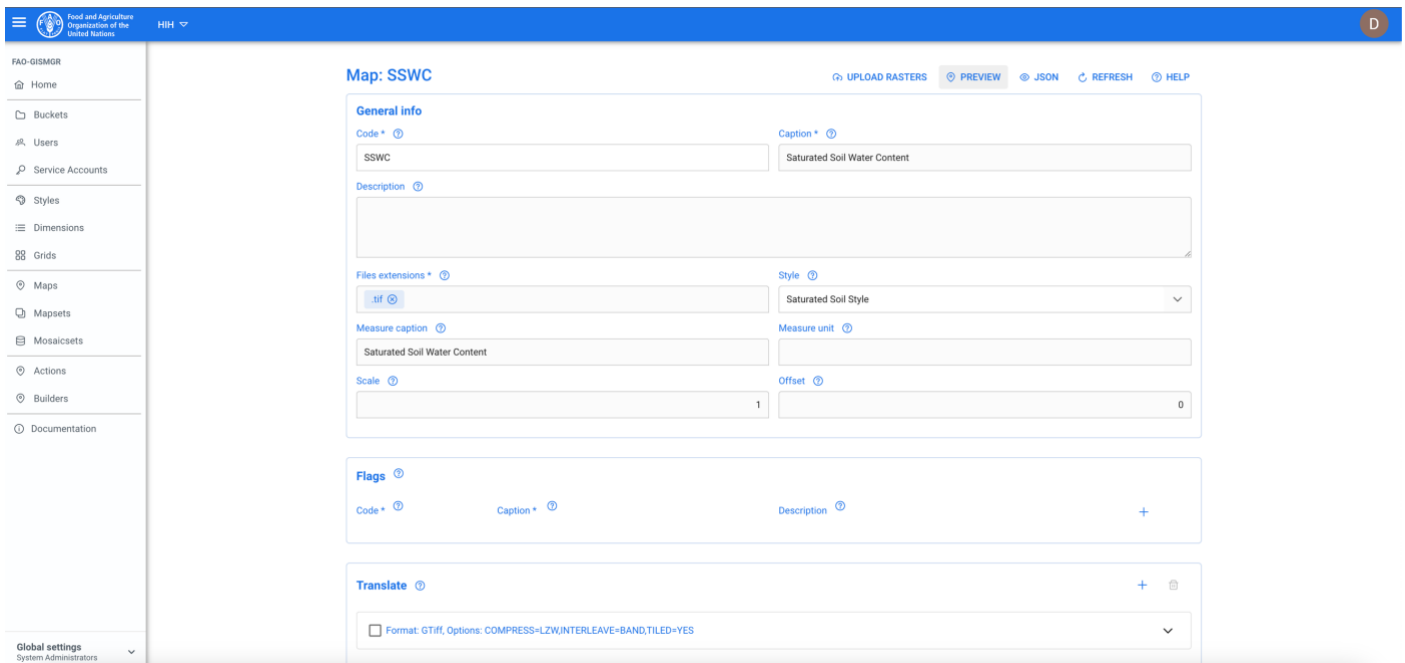 Food and Agriculture
Organization of the
United Nations
HIH
D
FAO-GISMGR
Home
Buckets
Users
Service Accounts
Styles
Dimensions
Grids
Maps
Mapsets
Mosaicsets
Actions
Builders
Documentation
Global settings
System Administrators
Map: SSWC
UPLOAD RASTERS PREVIEW JSON REFRESH HELP
General info
Code * Caption *
SSWC Saturated Soil Water Content
Description
Files extensions * Style
.tif Saturated Soil Style
Measure caption Measure unit
Saturated Soil Water Content
Scale Offset
1 0
Flags
Code * Caption * Description
Translate
Format: GTiff, Options: COMPRESS=LZW,INTERLEAVE=BAND,TILED=YES